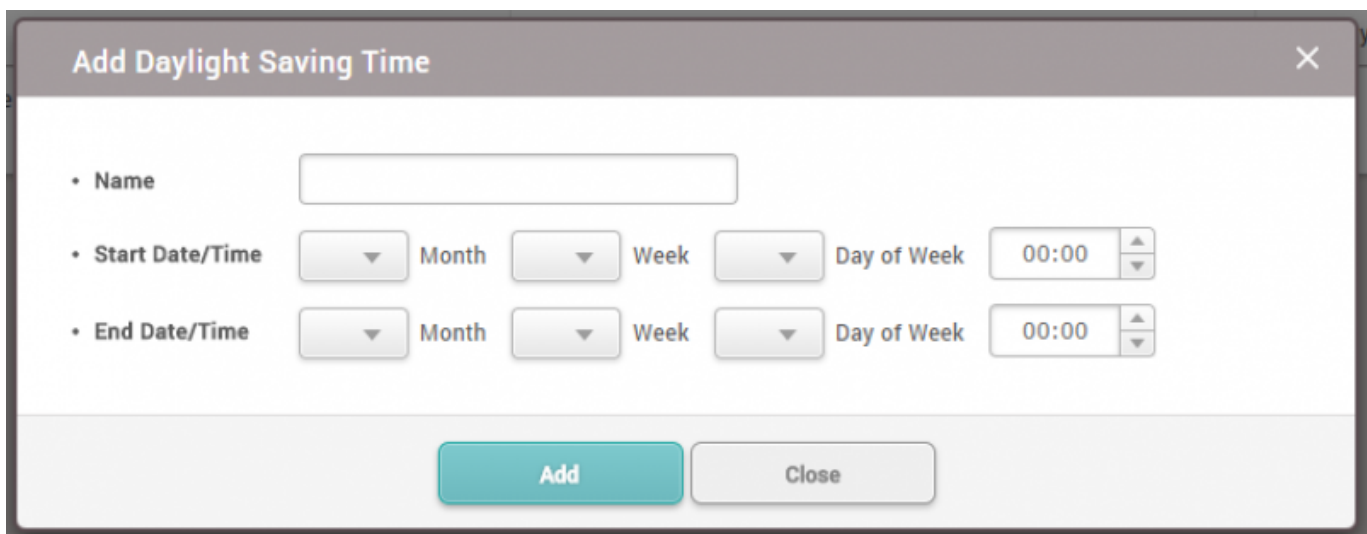 Add Daylight Saving Time
• Name
• Start Date/Time Month Week Day of Week 00:00
• End Date/Time Month Week Day of Week 00:00
Add Close